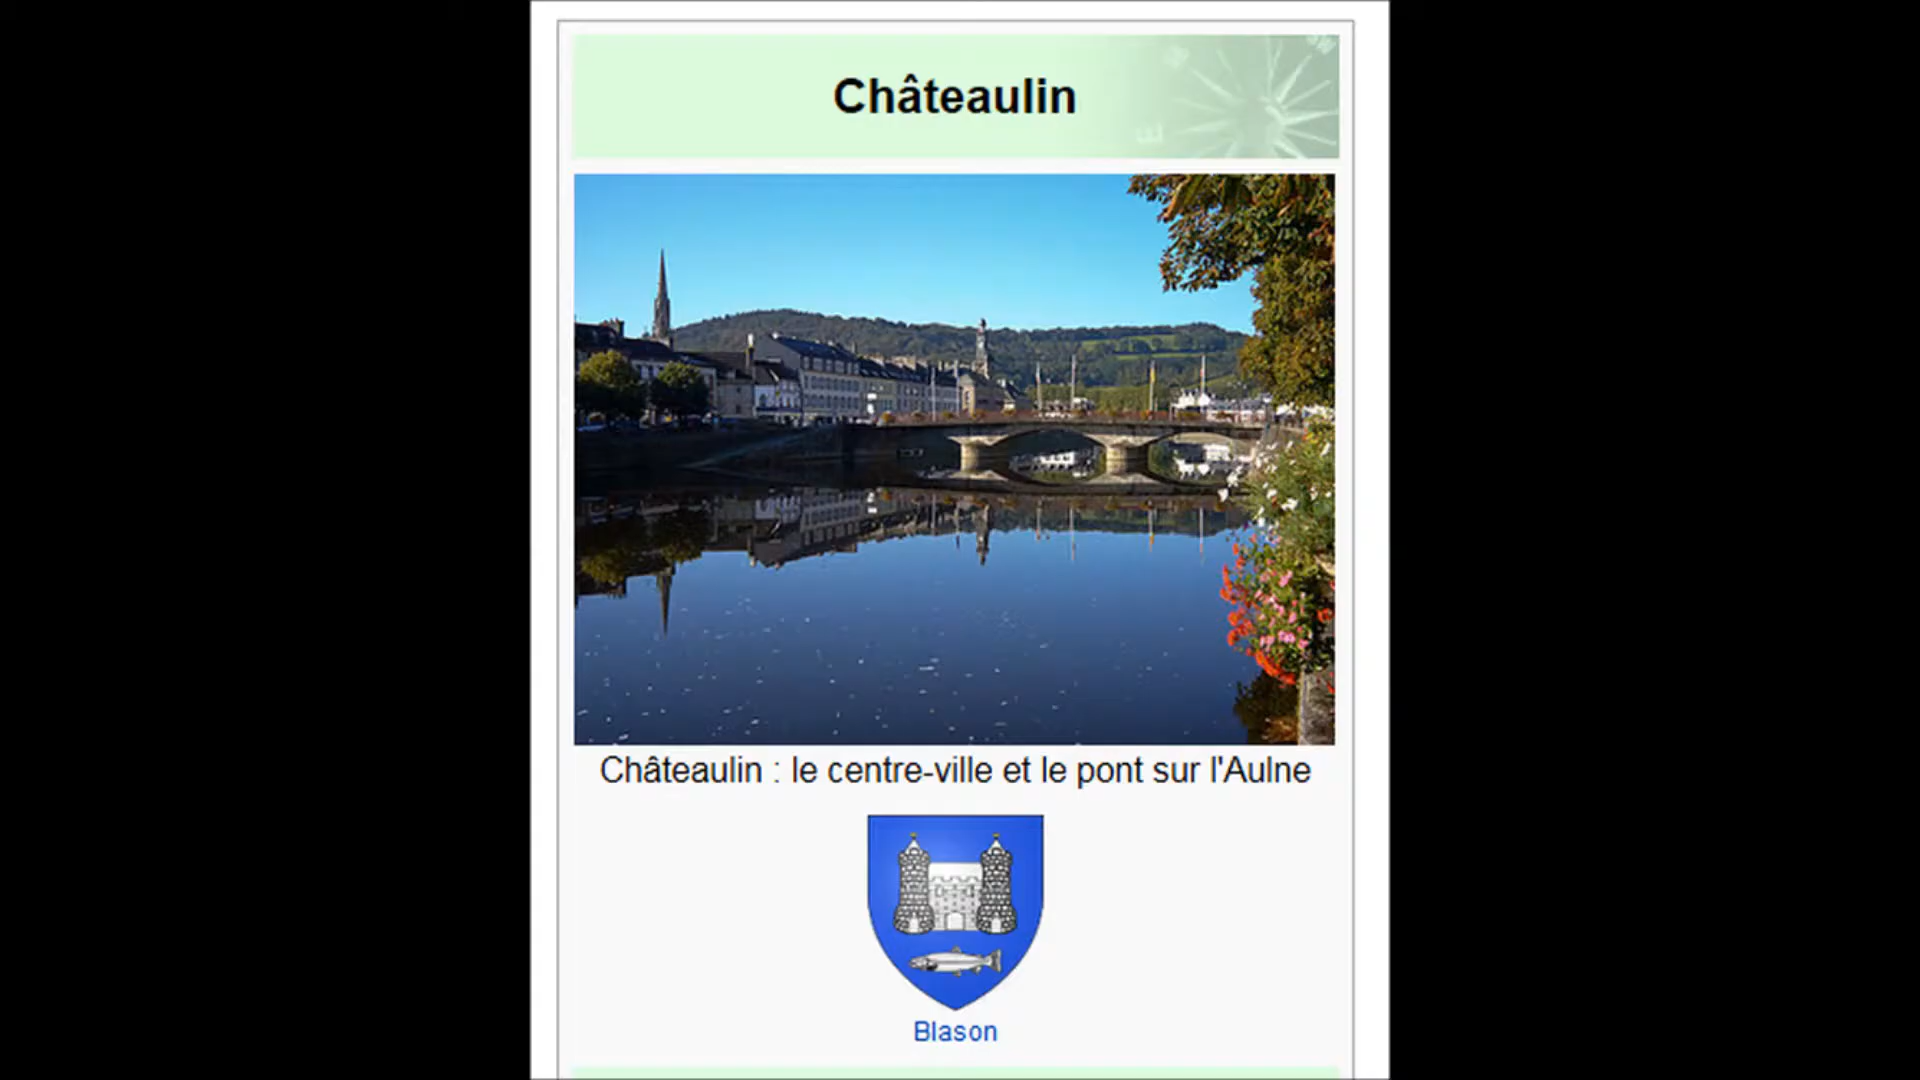 Châteaulin
Châteaulin : le centre-ville et le pont sur l'Aulne
Blason